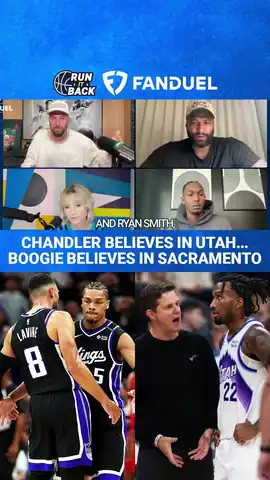 RUN
IT
BACK
FANDUEL
AND RYAN SMITH,
CHANDLER BELIEVES IN UTAH...
BOOGIE BELIEVES IN SACRAMENTO
LAVINE
8
Kings
5
UTAH
22